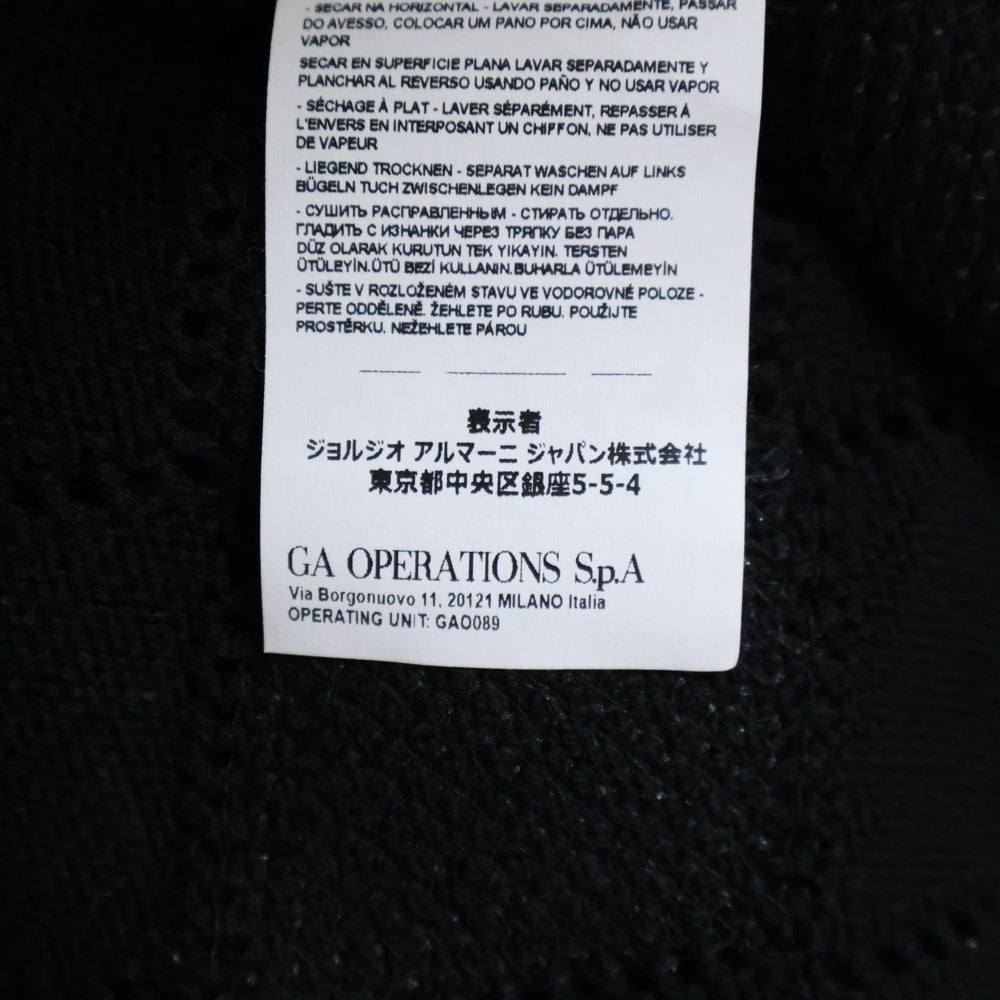 - SECAR NA HORIZONTAL - LAVAR SEPARADAMENTE, PASSAR
DO AVESSO, COLOCAR UM PANO POR CIMA, NÃO USAR
VAPOR
SECAR EN SUPERFICIE PLANA LAVAR SEPARADAMENTE Y
PLANCHAR AL REVERSO USANDO PAÑO Y NO USAR VAPOR
- SÉCHAGE À PLAT - LAVER SÉPARÉMENT, REPASSER À
L'ENVERS EN INTERPOSANT UN CHIFFON, NE PAS UTILISER
DE VAPEUR
- LIEGEND TROCKNEN - SEPARAT WASCHEN AUF LINKS
BÜGELN TUCH ZWISCHENLEGEN KEIN DAMPF
- СУШИТЬ РАСПРАВЛЕННЫМ - СТИРАТЬ ОТДЕЛЬНО.
ГЛАДИТЬ С ИЗНАНКИ ЧЕРЕЗ ТРЯПКУ БЕЗ ПАРА
DÜZ OLARAK KURUTUN TEK YIKAYIN. TERSTEN
ÜTÜLEYİN.ÜTÜ BEZİ KULLANIN.BUHARLA ÜTÜLEMEYİN
- SUŠTE V ROZLOŽENÉM STAVU VE VODOROVNÉ POLOZE -
PERTE ODDĚLENĚ. ŽEHLETE PO RUBU. POUŽIJTE
PROSTĚRKU. NEŽEHLETE PÁROU
表示者
ジョルジオ アルマーニ ジャパン株式会社
東京都中央区銀座5-5-4
GA OPERATIONS S.p.A
Via Borgonuovo 11, 20121 MILANO Italia
OPERATING UNIT: GAO089